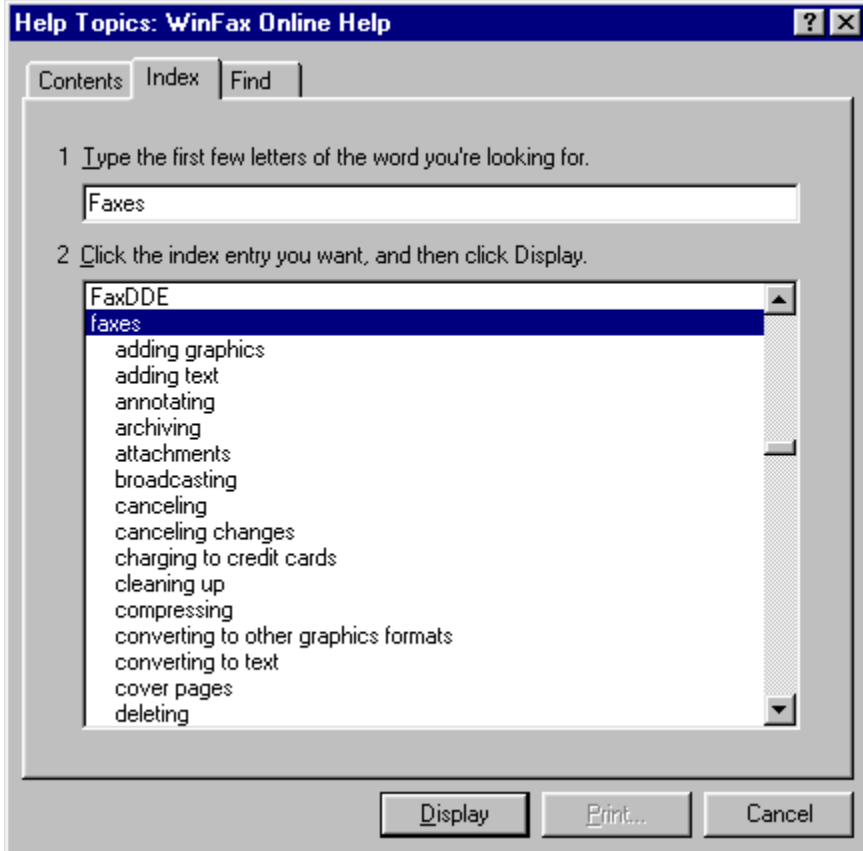 Help Topics: WinFax Online Help
Contents Index Find
1 Type the first few letters of the word you're looking for.
Faxes
2 Click the index entry you want, and then click Display.
FaxDDE
faxes
adding graphics
adding text
annotating
archiving
attachments
broadcasting
canceling
canceling changes
charging to credit cards
cleaning up
compressing
converting to other graphics formats
converting to text
cover pages
deleting
Display Print... Cancel